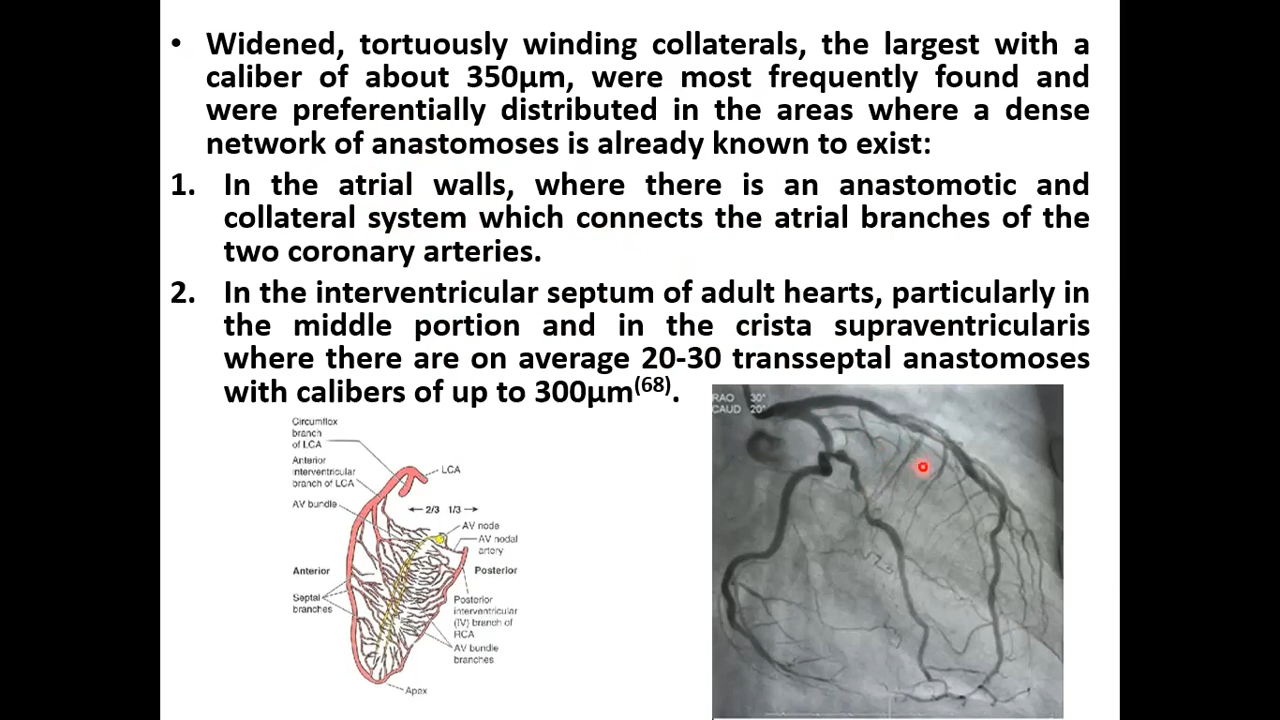 • Widened, tortuously winding collaterals, the largest with a
caliber of about 350µm, were most frequently found and
were preferentially distributed in the areas where a dense
network of anastomoses is already known to exist:
1. In the atrial walls, where there is an anastomotic and
collateral system which connects the atrial branches of the
two coronary arteries.
2. In the interventricular septum of adult hearts, particularly in
the middle portion and in the crista supraventricularis
where there are on average 20-30 transseptal anastomoses
with calibers of up to 300µm(68).
Circumflex
branch
of LCA
Anterior
interventricular
branch of LCA
LCA
AV bundle
2/3 1/3
AV node
AV nodal
artery
Anterior
Posterior
Septal
branches
Posterior
interventricular
(IV) branch of
RCA
AV bundle
branches
Apex
RAO 30°
CAUD 20°